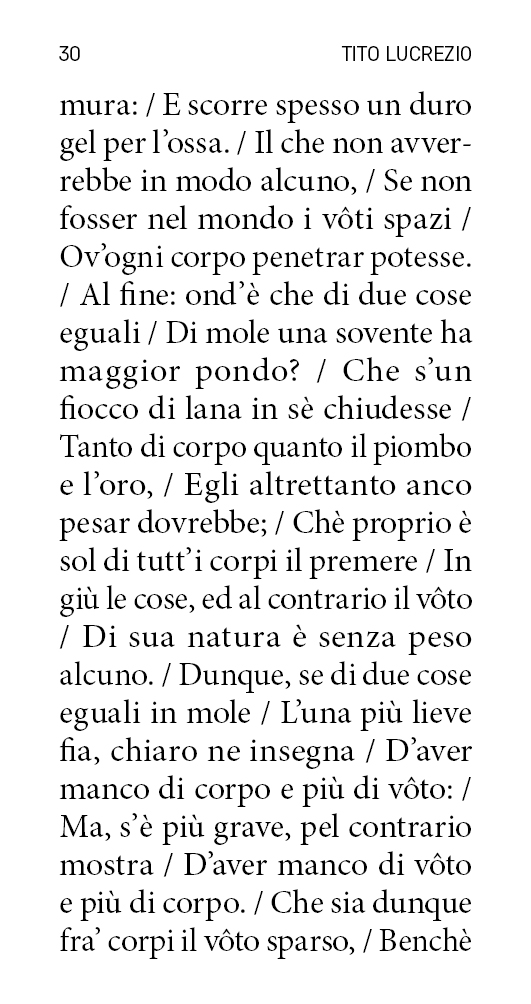 30 TITO LUCREZIO
mura: / E scorre spesso un duro
gel per l’ossa. / Il che non avver-
rebbe in modo alcuno, / Se non
fosser nel mondo i vôti spazi /
Ov’ogni corpo penetrar potesse.
/ Al fine: ond’è che di due cose
eguali / Di mole una sovente ha
maggior pondo? / Che s’un
fiocco di lana in sè chiudesse /
Tanto di corpo quanto il piombo
e l’oro, / Egli altrettanto anco
pesar dovrebbe; / Chè proprio è
sol di tutt’i corpi il premere / In
giù le cose, ed al contrario il vôto
/ Di sua natura è senza peso
alcuno. / Dunque, se di due cose
eguali in mole / L’una più lieve
fia, chiaro ne insegna / D’aver
manco di corpo e più di vôto: /
Ma, s’è più grave, pel contrario
mostra / D’aver manco di vôto
e più di corpo. / Che sia dunque
fra’ corpi il vôto sparso, / Benchè